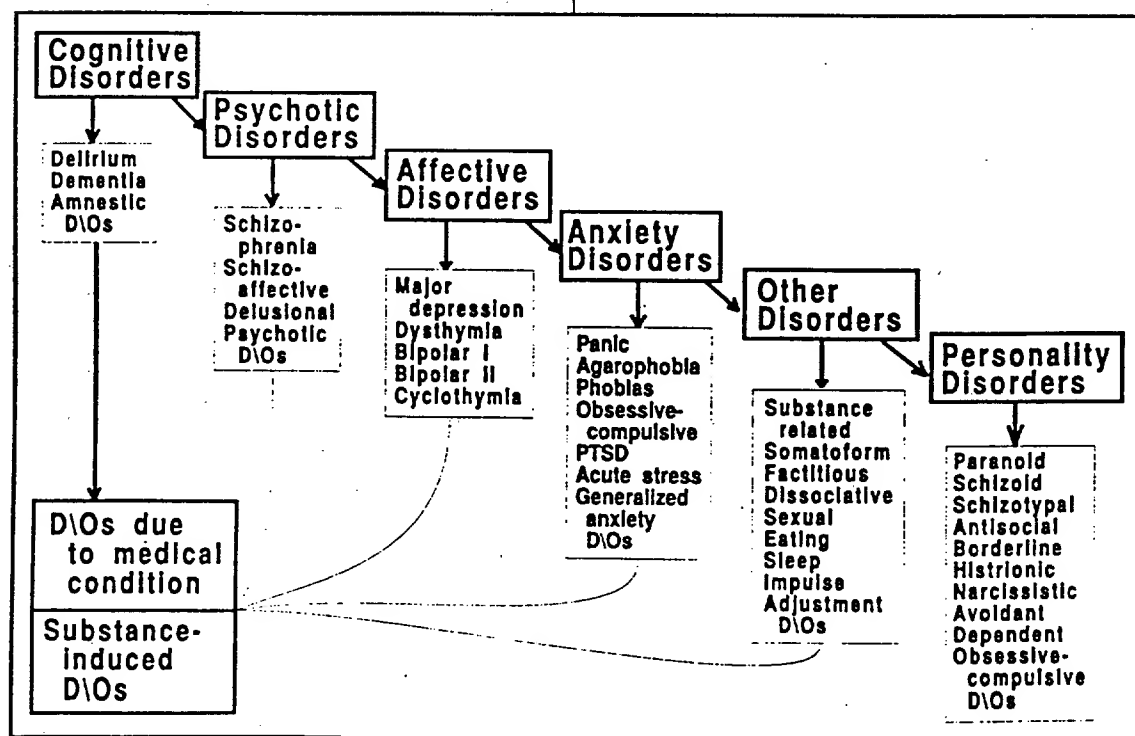 Cognitive
Disorders
Delirium
Dementia
Amnestic
D\Os
Psychotic
Disorders
Schizo-
phrenia
Schizo-
affective
Delusional
Psychotic
D\Os
Affective
Disorders
Major
depression
Dysthymia
Bipolar I
Bipolar II
Cyclothymia
Anxiety
Disorders
Panic
Agarophobia
Phobias
Obsessive-
compulsive
PTSD
Acute stress
Generalized
anxiety
D\Os
Other
Disorders
Substance
related
Somatoform
Factitious
Dissociative
Sexual
Eating
Sleep
Impulse
Adjustment
D\Os
Personality
Disorders
Paranoid
Schizoid
Schizotypal
Antisocial
Borderline
Histrionic
Narcissistic
Avoidant
Dependent
Obsessive-
compulsive
D\Os
D\Os due
to medical
condition
Substance-
induced
D\Os